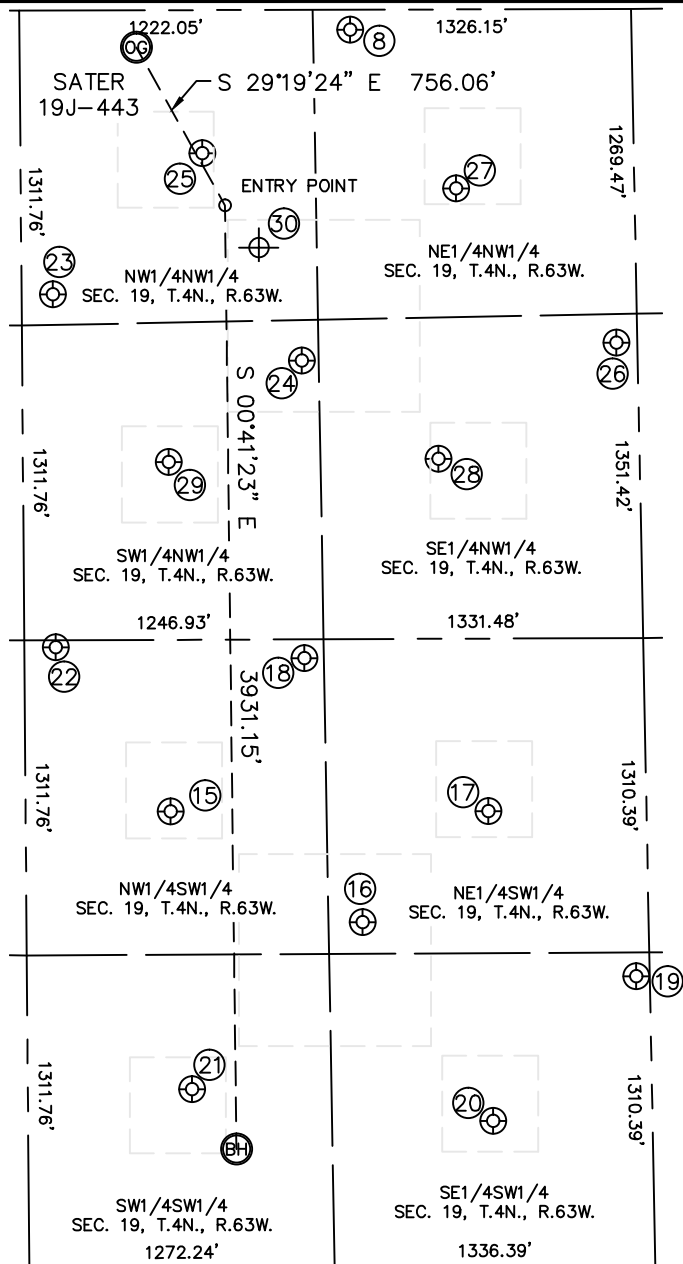 1222.05'
1326.15'
OG
8
SATER
19J-443
S 29°19'24" E 756.06'
1269.47'
25
27
1311.76'
ENTRY POINT
30
23
NW1/4NW1/4
SEC. 19, T.4N., R.63W.
NE1/4NW1/4
SEC. 19, T.4N., R.63W.
24
26
S 00°41'23" E
1311.76'
1351.42'
29
28
SW1/4NW1/4
SEC. 19, T.4N., R.63W.
SE1/4NW1/4
SEC. 19, T.4N., R.63W.
1246.93'
1331.48'
22
18
3931.15'
1311.76'
1310.39'
15
17
NW1/4SW1/4
SEC. 19, T.4N., R.63W.
16
NE1/4SW1/4
SEC. 19, T.4N., R.63W.
19
21
1311.76'
20
1310.39'
BH
SW1/4SW1/4
SEC. 19, T.4N., R.63W.
SE1/4SW1/4
SEC. 19, T.4N., R.63W.
1272.24'
1336.39'